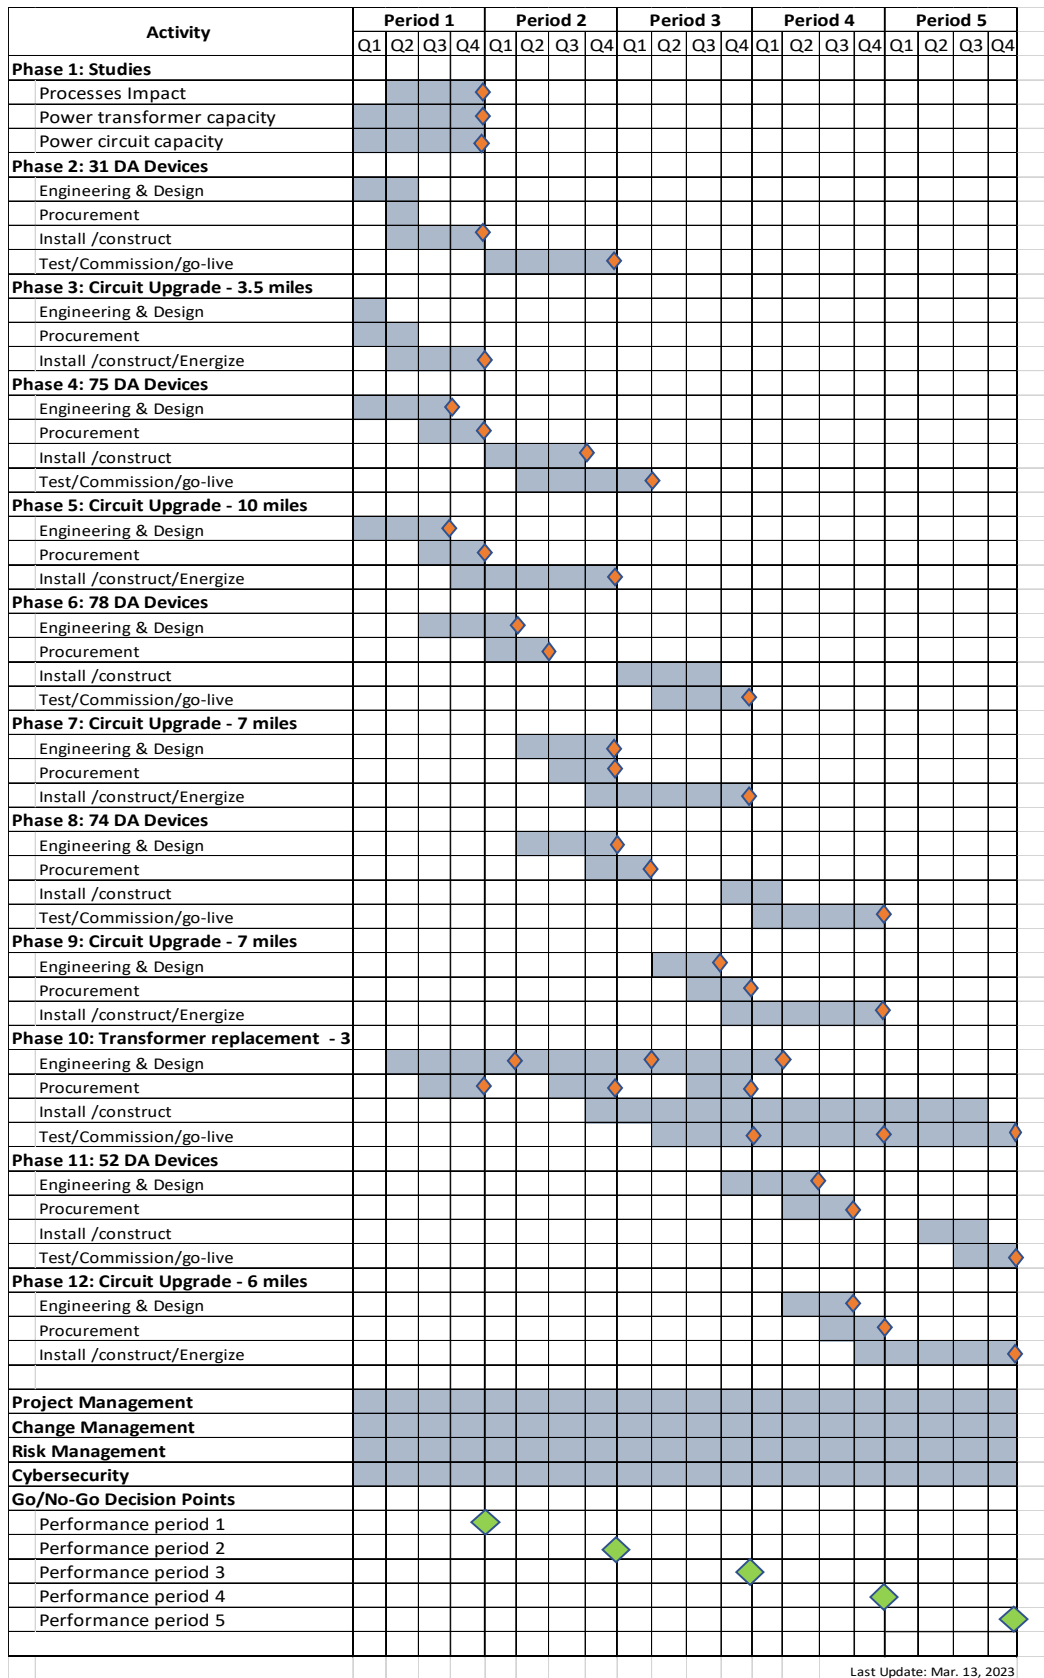 Activity Period 1 Period 2 Period 3 Period 4 Period 5
Q1 Q2 Q3 Q4 Q1 Q2 Q3 Q4 Q1 Q2 Q3 Q4 Q1 Q2 Q3 Q4 Q1 Q2 Q3 Q4
Phase 1: Studies
Processes Impact
Power transformer capacity
Power circuit capacity
Phase 2: 31 DA Devices
Engineering & Design
Procurement
Install /construct
Test/Commission/go-live
Phase 3: Circuit Upgrade - 3.5 miles
Engineering & Design
Procurement
Install /construct/Energize
Phase 4: 75 DA Devices
Engineering & Design
Procurement
Install /construct
Test/Commission/go-live
Phase 5: Circuit Upgrade - 10 miles
Engineering & Design
Procurement
Install /construct/Energize
Phase 6: 78 DA Devices
Engineering & Design
Procurement
Install /construct
Test/Commission/go-live
Phase 7: Circuit Upgrade - 7 miles
Engineering & Design
Procurement
Install /construct/Energize
Phase 8: 74 DA Devices
Engineering & Design
Procurement
Install /construct
Test/Commission/go-live
Phase 9: Circuit Upgrade - 7 miles
Engineering & Design
Procurement
Install /construct/Energize
Phase 10: Transformer replacement - 3
Engineering & Design
Procurement
Install /construct
Test/Commission/go-live
Phase 11: 52 DA Devices
Engineering & Design
Procurement
Install /construct
Test/Commission/go-live
Phase 12: Circuit Upgrade - 6 miles
Engineering & Design
Procurement
Install /construct/Energize
Project Management
Change Management
Risk Management
Cybersecurity
Go/No-Go Decision Points
Performance period 1
Performance period 2
Performance period 3
Performance period 4
Performance period 5
Last Update: Mar. 13, 2023